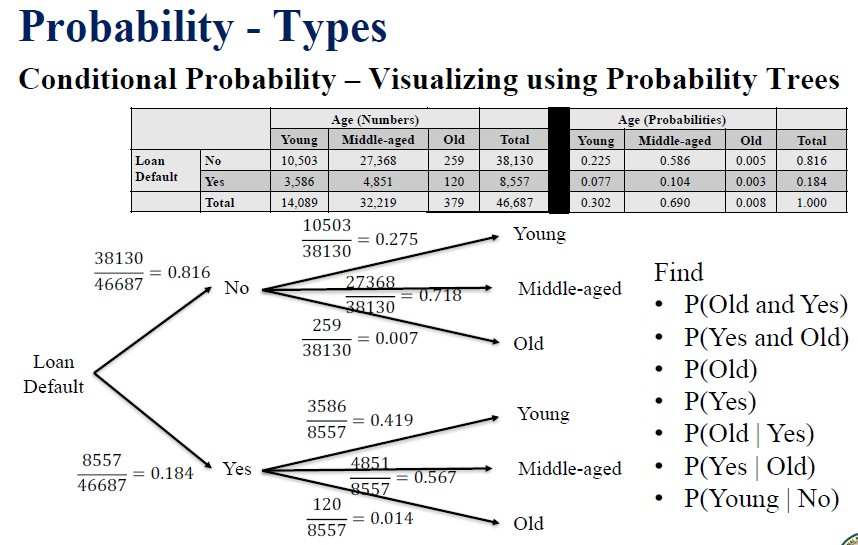 Probability - Types
Conditional Probability – Visualizing using Probability Trees
Age (Numbers) Age (Probabilities)
Young Middle-aged Old Total Young Middle-aged Old Total
Loan Default No 10,503 27,368 259 38,130 0.225 0.586 0.005 0.816
Yes 3,586 4,851 120 8,557 0.077 0.104 0.003 0.184
Total 14,089 32,219 379 46,687 0.302 0.690 0.008 1.000
10503/38130 = 0.275
Young
38130/46687 = 0.816
No
27368/38130 = 0.718
Middle-aged
259/38130 = 0.007
Old
Loan
Default
3586/8557 = 0.419
Young
8557/46687 = 0.184
Yes
4851/8557 = 0.567
Middle-aged
120/8557 = 0.014
Old
Find
• P(Old and Yes)
• P(Yes and Old)
• P(Old)
• P(Yes)
• P(Old | Yes)
• P(Yes | Old)
• P(Young | No)